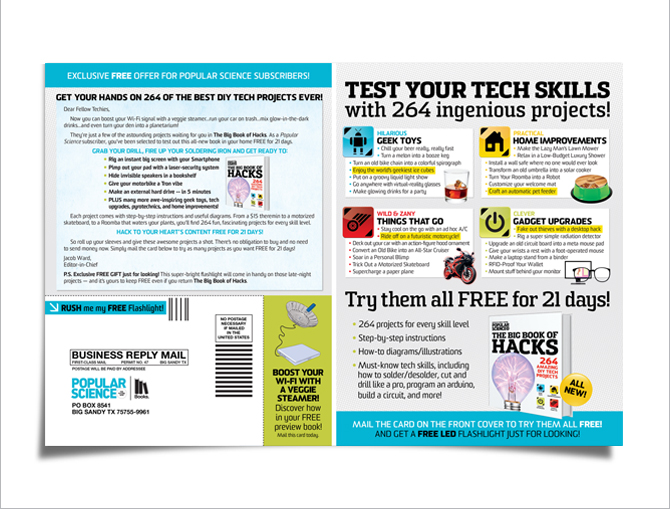 EXCLUSIVE FREE OFFER FOR POPULAR SCIENCE SUBSCRIBERS!
GET YOUR HANDS ON 264 OF THE BEST DIY TECH PROJECTS EVER!
Dear Fellow Techies,
Now you can boost your Wi-Fi signal with a veggie steamer...run your car on trash...mix glow-in-the-dark
drinks...and even turn your den into a planetarium!
They're just a few of the astounding projects waiting for you in The Big Book of Hacks. As a Popular
Science subscriber, you've been selected to test out this all-new book in your home FREE for 21 days.
GRAB YOUR DRILL, FIRE UP YOUR SOLDERING IRON AND GET READY TO:
• Rig an instant big screen with your Smartphone
• Pimp out your pad with a laser-security system
• Hide invisible speakers in a bookshelf
• Give your motorbike a Tron vibe
• Make an external hard drive — in 5 minutes
• PLUS many more awe-inspiring geek toys, tech
upgrades, pyrotechnics, and home improvements!
THE BIG BOOK OF
HACKS
Each project comes with step-by-step instructions and useful diagrams. From a $15 theremin to a motorized
skateboard, to a Roomba that waters your plants, you'll find 264 fun, fascinating projects for every skill level.
HACK TO YOUR HEART'S CONTENT FREE FOR 21 DAYS!
So roll up your sleeves and give these awesome projects a shot. There's no obligation to buy and no need
to send money now. Simply mail the card below to try as many projects as you want FREE for 21 days!
Jacob Ward,
Editor-in-Chief
P.S. Exclusive FREE GIFT just for looking! This super-bright flashlight will come in handy on those late-night
projects — and it's yours to keep FREE even if you return The Big Book of Hacks.
RUSH me my FREE Flashlight!
NO POSTAGE
NECESSARY
IF MAILED
IN THE
UNITED STATES
BUSINESS REPLY MAIL
FIRST-CLASS MAIL PERMIT NO. 47 BIG SANDY TX
POSTAGE WILL BE PAID BY ADDRESSEE
POPULAR
SCIENCE
Books
PO BOX 8541
BIG SANDY TX 75755-9961
BOOST YOUR
WI-FI WITH
A VEGGIE
STEAMER!
Discover how
in your FREE
preview book!
Mail this card today.
TEST YOUR TECH SKILLS
with 264 ingenious projects!
HILARIOUS
GEEK TOYS
• Chill your beer really, really fast
• Turn a melon into a booze keg
• Turn an old bike chain into a colorful spirograph
• Enjoy the world's geekiest ice cubes
• Put on a groovy liquid light show
• Go anywhere with virtual-reality glasses
• Make glowing drinks for a party
PRACTICAL
HOME IMPROVEMENTS
• Make the Lazy Man's Lawn Mower
• Relax in a Low-Budget Luxury Shower
• Install a wall safe where no one would ever look
• Transform an old umbrella into a solar cooker
• Turn Your Roomba into a Robot
• Customize your welcome mat
• Craft an automatic pet feeder
WILD & ZANY
THINGS THAT GO
• Stay cool on the go with an ad hoc A/C
• Ride off on a futuristic motorcycle!
• Deck out your car with an action-figure hood ornament
• Convert an Old Bike into an All-Star Cruiser
• Soar in a Personal Blimp
• Trick Out a Motorized Skateboard
• Supercharge a paper plane
CLEVER
GADGET UPGRADES
• Fake out thieves with a desktop hack
• Rig a super simple radiation detector
• Upgrade an old circuit board into a meta mouse pad
• Give your wrists a rest with a foot-operated mouse
• Make a laptop stand from a binder
• RFID-Proof Your Wallet
• Mount stuff behind your monitor
Try them all FREE for 21 days!
• 264 projects for every skill level
• Step-by-step instructions
• How-to diagrams/illustrations
• Must-know tech skills, including
how to solder/desolder, cut and
drill like a pro, program an arduino,
build a circuit, and more!
POPULAR SCIENCE
THE BIG BOOK OF
HACKS
264
AMAZING
DIY TECH
PROJECTS
ALL
NEW!
MAIL THE CARD ON THE FRONT COVER TO TRY THEM ALL FREE!
AND GET A FREE LED FLASHLIGHT JUST FOR LOOKING!